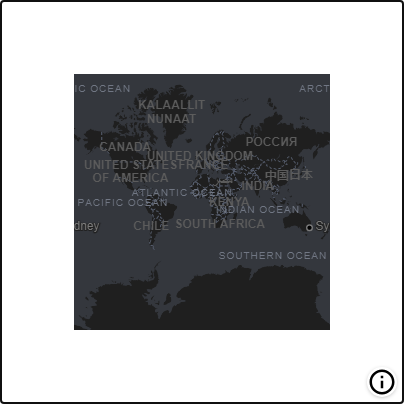 IC OCEAN
ARCT
KALAALLIT
NUNAAT
РОССИЯ
CANADA
UNITED KINGDOM
UNITED STATES
OF AMERICA
FRANCE
中国
日本
INDIA
ATLANTIC OCEAN
PACIFIC OCEAN
KENYA
INDIAN OCEAN
dney
CHILE
SOUTH AFRICA
Sy
SOUTHERN OCEAN